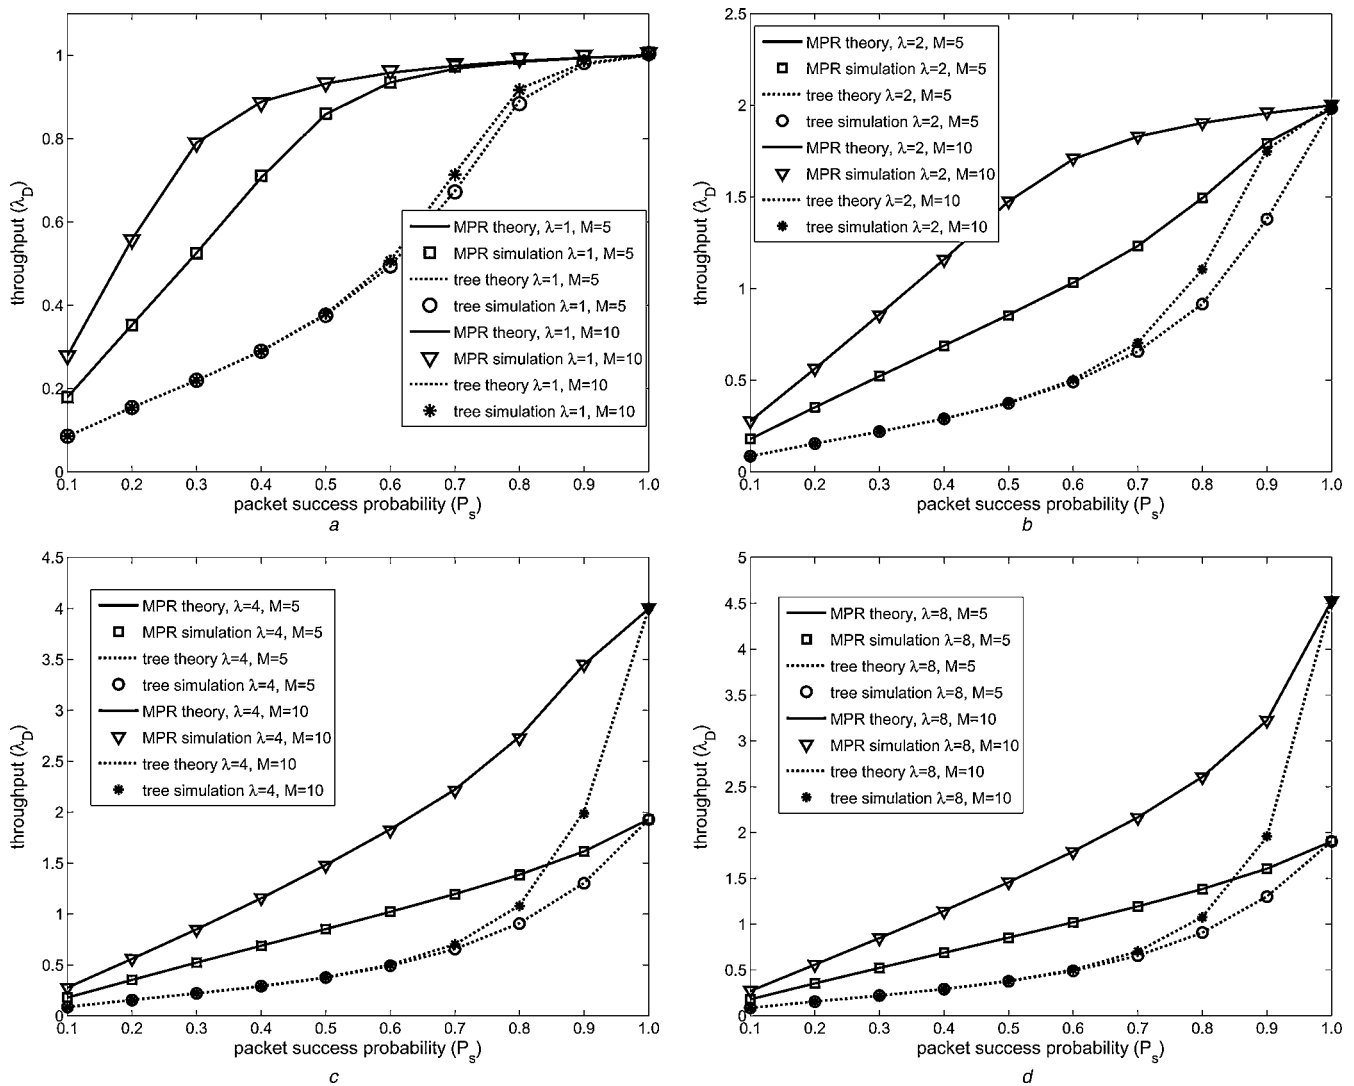 1
0.8
0.6
0.4
0.2
0
throughput (λD)
MPR theory, λ=1, M=5
MPR simulation λ=1, M=5
tree theory λ=1, M=5
tree simulation λ=1, M=5
MPR theory, λ=1, M=10
MPR simulation λ=1, M=10
tree theory λ=1, M=10
tree simulation λ=1, M=10
0.1 0.2 0.3 0.4 0.5 0.6 0.7 0.8 0.9 1.0
packet success probability (Ps)
a
2.5
2.0
1.5
1
0.5
0
throughput (λD)
MPR theory, λ=2, M=5
MPR simulation λ=2, M=5
tree theory λ=2, M=5
tree simulation λ=2, M=5
MPR theory, λ=2, M=10
MPR simulation λ=2, M=10
tree theory λ=2, M=10
tree simulation λ=2, M=10
0.1 0.2 0.3 0.4 0.5 0.6 0.7 0.8 0.9 1.0
packet success probability (Ps)
b
4.5
4
3.5
3
2.5
2
1.5
1
0.5
0
throughput (λD)
MPR theory, λ=4, M=5
MPR simulation λ=4, M=5
tree theory λ=4, M=5
tree simulation λ=4, M=5
MPR theory, λ=4, M=10
MPR simulation λ=4, M=10
tree theory λ=4, M=10
tree simulation λ=4, M=10
0.1 0.2 0.3 0.4 0.5 0.6 0.7 0.8 0.9 1.0
packet success probability (Ps)
c
5
4.5
4
3.5
3
2.5
2
1.5
1
0.5
0
throughput (λD)
MPR theory, λ=8, M=5
MPR simulation λ=8, M=5
tree theory λ=8, M=5
tree simulation λ=8, M=5
MPR theory, λ=8, M=10
MPR simulation λ=8, M=10
tree theory λ=8, M=10
tree simulation λ=8, M=10
0.1 0.2 0.3 0.4 0.5 0.6 0.7 0.8 0.9 1.0
packet success probability (Ps)
d